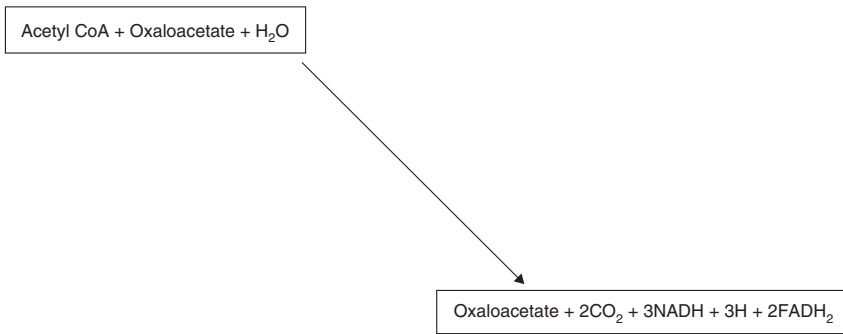 Acetyl CoA + Oxaloacetate + H₂O
Oxaloacetate + 2CO₂ + 3NADH + 3H + 2FADH₂